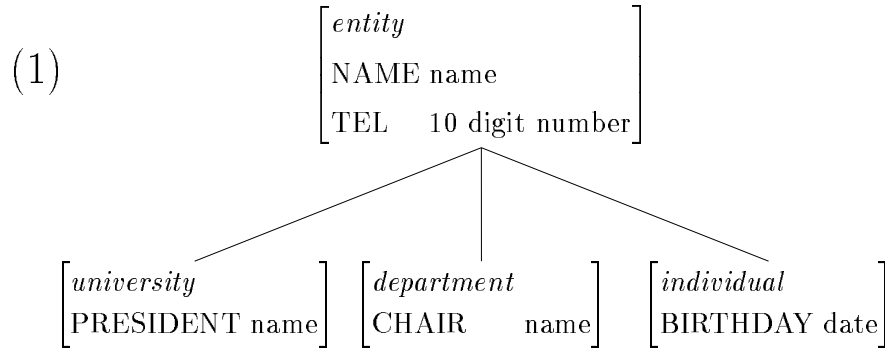 (1)
entity
NAME name
TEL 10 digit number
university
PRESIDENT name
department
CHAIR name
individual
BIRTHDAY date